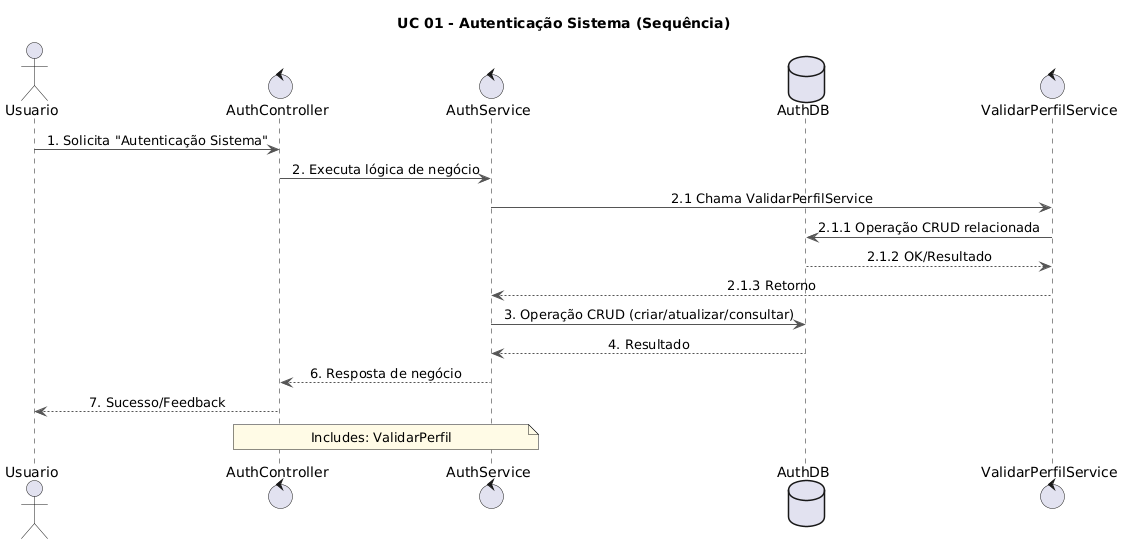 UC 01 - Autenticação Sistema (Sequência)
Usuario
AuthController
AuthService
AuthDB
ValidarPerfilService
1. Solicita "Autenticação Sistema"
2. Executa lógica de negócio
2.1 Chama ValidarPerfilService
2.1.1 Operação CRUD relacionada
2.1.2 OK/Resultado
2.1.3 Retorno
3. Operação CRUD (criar/atualizar/consultar)
4. Resultado
6. Resposta de negócio
7. Sucesso/Feedback
Includes: ValidarPerfil
Usuario
AuthController
AuthService
AuthDB
ValidarPerfilService